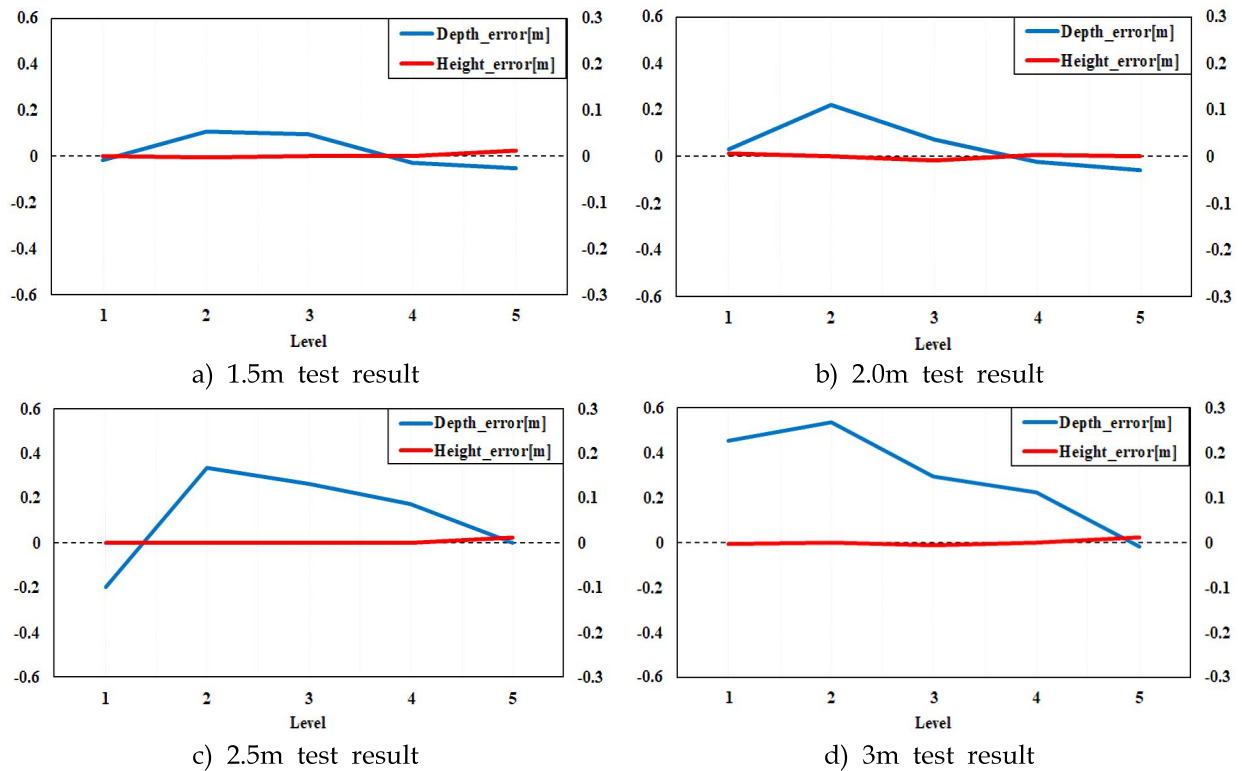 0.6
0.4
0.2
0
-0.2
-0.4
-0.6
0.3
0.2
0.1
0
-0.1
-0.2
-0.3
Depth_error[m]
Height_error[m]
1 2 3 4 5
Level
a) 1.5m test result
0.6
0.4
0.2
0
-0.2
-0.4
-0.6
0.3
0.2
0.1
0
-0.1
-0.2
-0.3
Depth_error[m]
Height_error[m]
1 2 3 4 5
Level
b) 2.0m test result
0.6
0.4
0.2
0
-0.2
-0.4
-0.6
0.3
0.2
0.1
0
-0.1
-0.2
-0.3
Depth_error[m]
Height_error[m]
1 2 3 4 5
Level
c) 2.5m test result
0.6
0.4
0.2
0
-0.2
-0.4
-0.6
0.3
0.2
0.1
0
-0.1
-0.2
-0.3
Depth_error[m]
Height_error[m]
1 2 3 4 5
Level
d) 3m test result